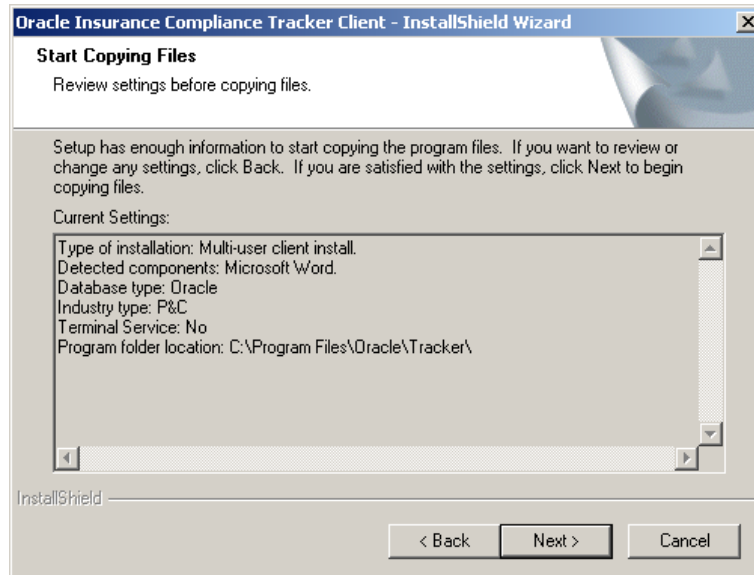 Oracle Insurance Compliance Tracker Client - InstallShield Wizard
Start Copying Files
Review settings before copying files.
Setup has enough information to start copying the program files.  If you want to review or
change any settings, click Back.  If you are satisfied with the settings, click Next to begin
copying files.
Current Settings:
Type of installation: Multi-user client install.
Detected components: Microsoft Word.
Database type: Oracle
Industry type: P&C
Terminal Service: No
Program folder location: C:\Program Files\Oracle\Tracker\
InstallShield
< Back
Next >
Cancel